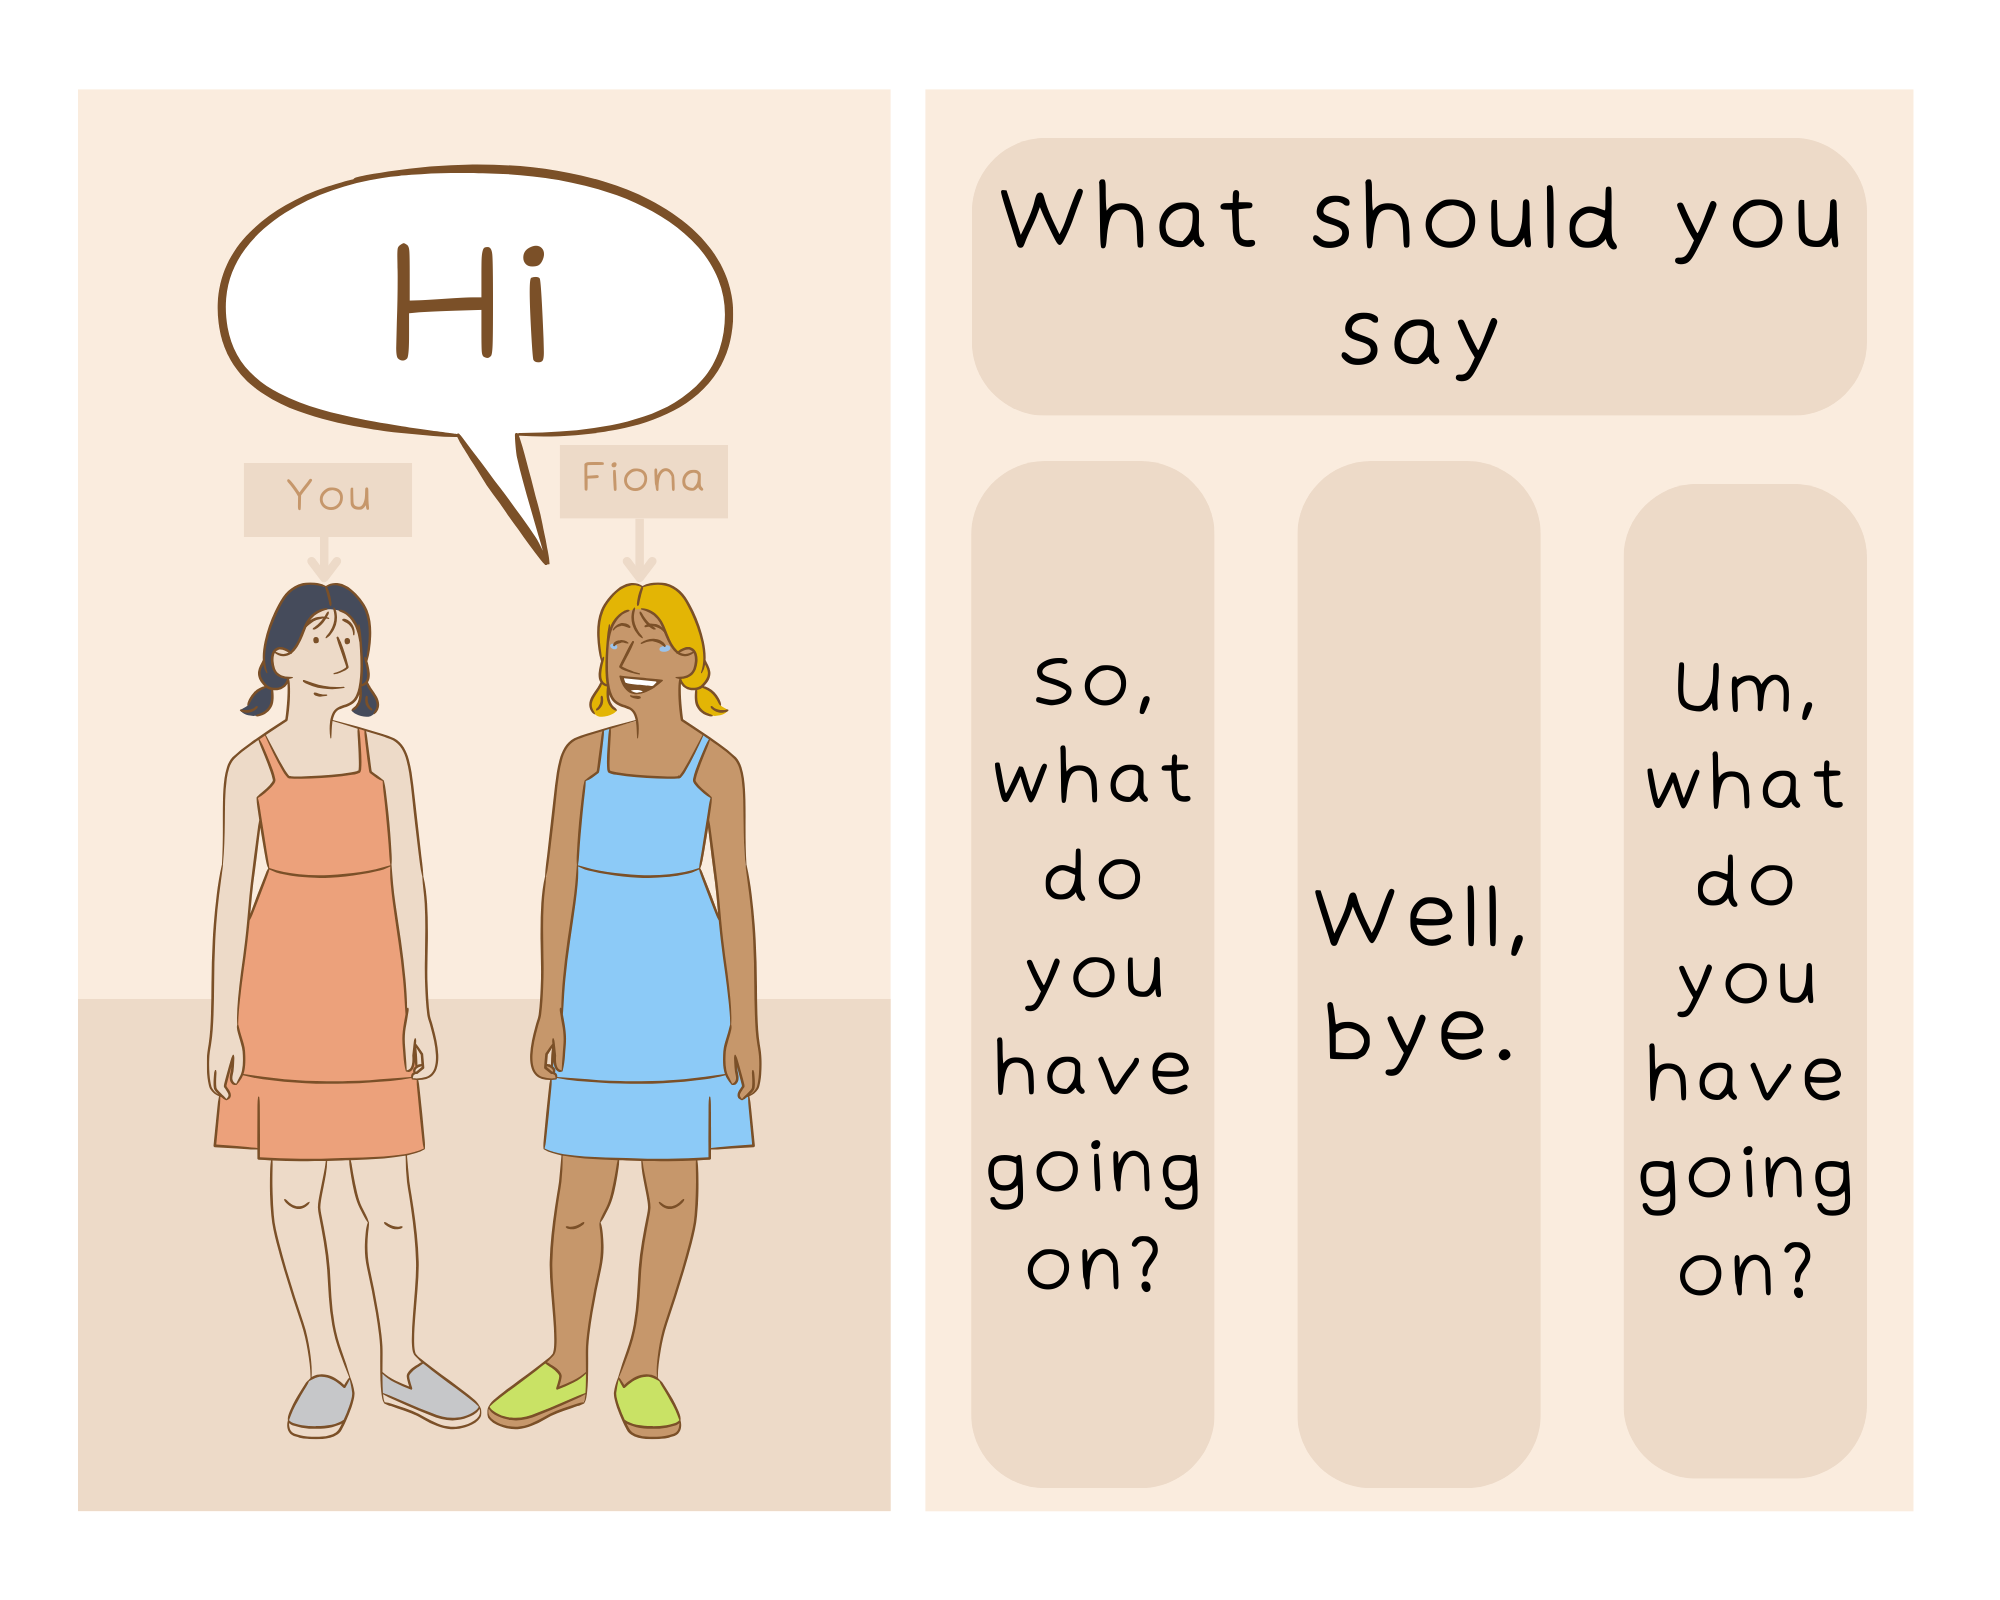 Hi
You
Fiona
What should you
say
So,
what
do
you
have
going
on?
Well,
bye.
Um,
what
do
you
have
going
on?